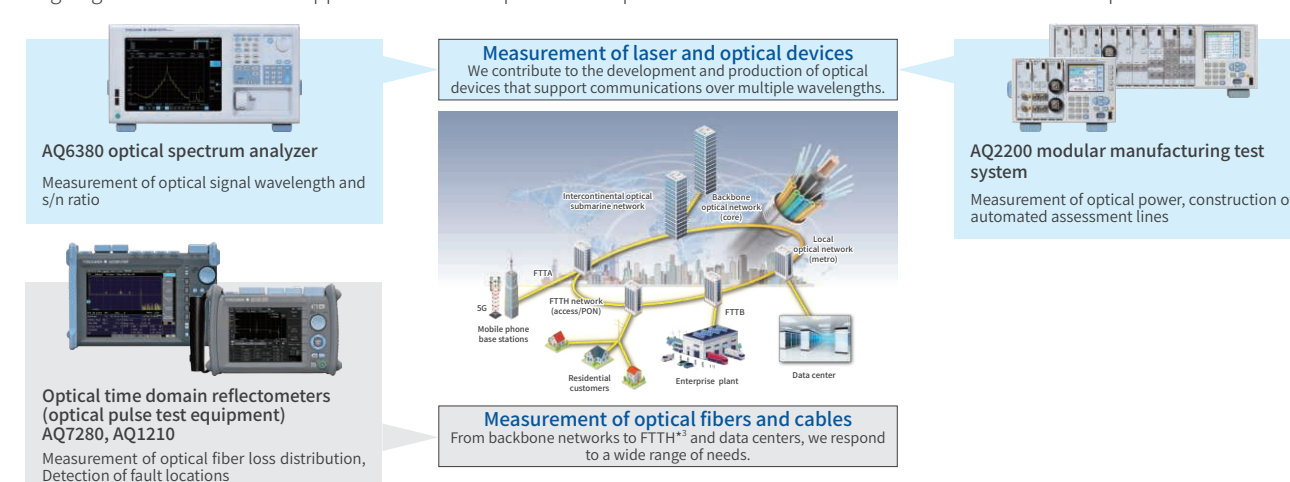 Measurement of laser and optical devices
We contribute to the development and production of optical
devices that support communications over multiple wavelengths.
AQ6380 optical spectrum analyzer
Measurement of optical signal wavelength and
s/n ratio
AQ2200 modular manufacturing test
system
Measurement of optical power, construction o
automated assessment lines
Intercontinental optical
submarine network
Backbone
optical network
(core)
Local
optical network
(metro)
FTTA
5G
Mobile phone
base stations
FTTH network
(access/PON)
FTTB
Residential
customers
Enterprise plant
Data center
Optical time domain reflectometers
(optical pulse test equipment)
AQ7280, AQ1210
Measurement of optical fiber loss distribution,
Detection of fault locations
Measurement of optical fibers and cables
From backbone networks to FTTH*3 and data centers, we respond
to a wide range of needs.